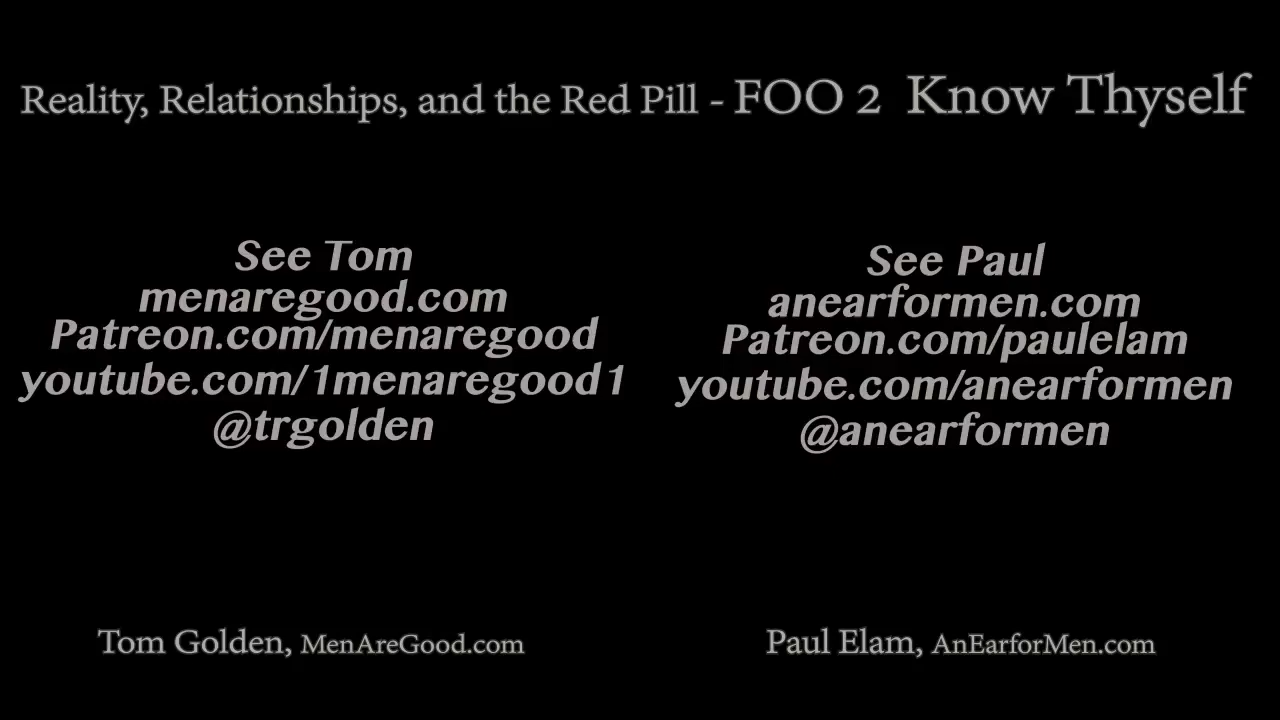 Reality, Relationships, and the Red Pill - FOO 2  Know Thyself
See Tom
menaregood.com
Patreon.com/menaregood
youtube.com/1menaregood1
@trgolden
See Paul
anearformen.com
Patreon.com/paulelam
youtube.com/anearformen
@anearformen
Tom Golden, MenAreGood.com
Paul Elam, AnEarforMen.com